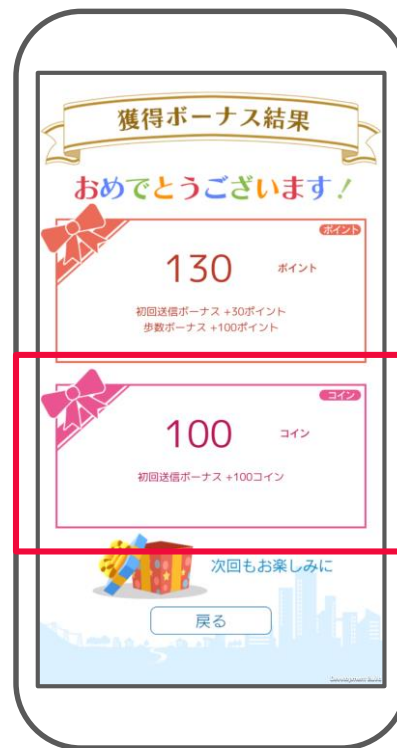 獲得ボーナス結果
おめでとうございます！
ポイント
130 ポイント
初回送信ボーナス +30ポイント
歩数ボーナス +100ポイント
コイン
100 コイン
初回送信ボーナス +100コイン
次回もお楽しみに
戻る
Development Build